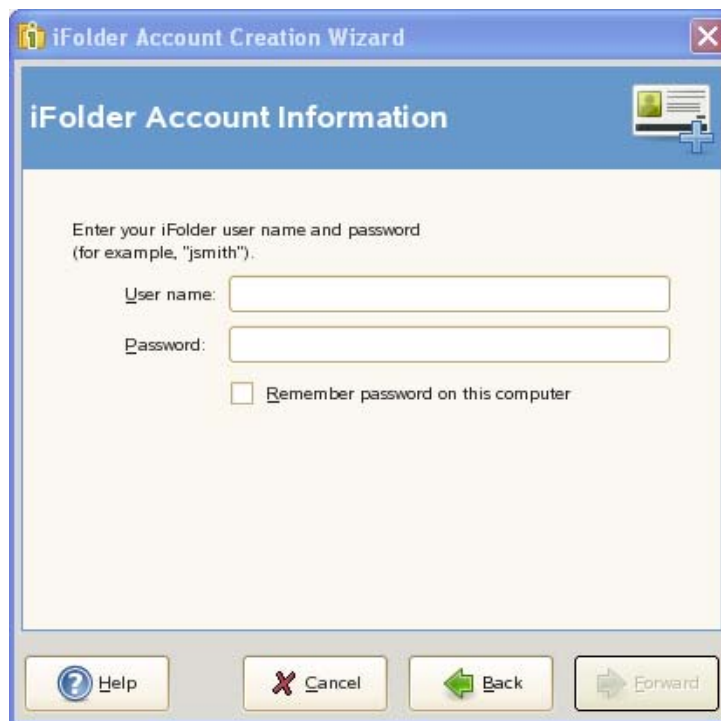 iFolder Account Creation Wizard
iFolder Account Information
Enter your iFolder user name and password
(for example, "jsmith").
User name:
Password:
Remember password on this computer
Help
Cancel
Back
Forward